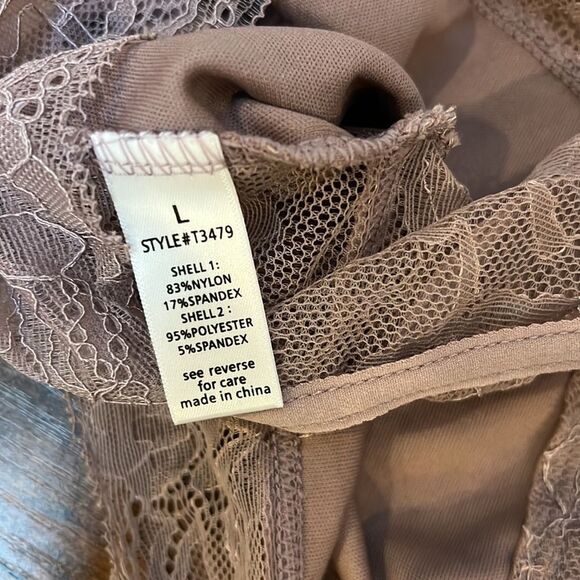 L
STYLE#T3479
SHELL 1:
83%NYLON
17%SPANDEX
SHELL 2 :
95%POLYESTER
5%SPANDEX
see reverse
for care
made in china